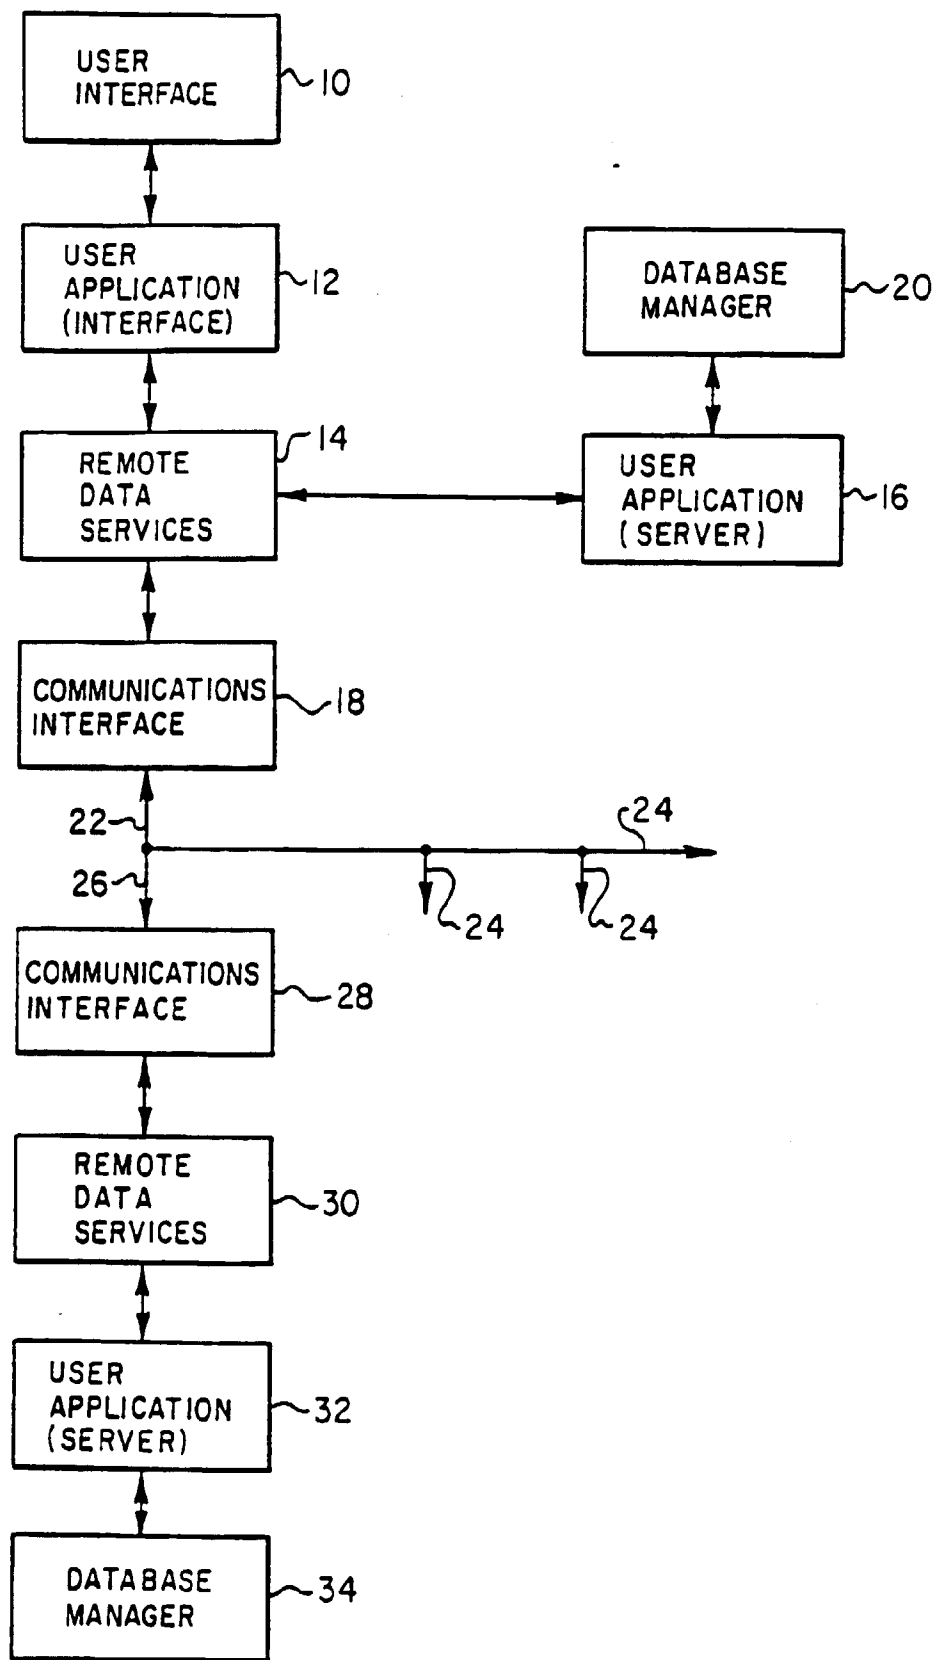 USER
INTERFACE
10
USER
APPLICATION
(INTERFACE)
12
DATABASE
MANAGER
20
REMOTE
DATA
SERVICES
14
USER
APPLICATION
(SERVER)
16
COMMUNICATIONS
INTERFACE
18
22
24
26
24
24
COMMUNICATIONS
INTERFACE
28
REMOTE
DATA
SERVICES
30
USER
APPLICATION
(SERVER)
32
DATABASE
MANAGER
34